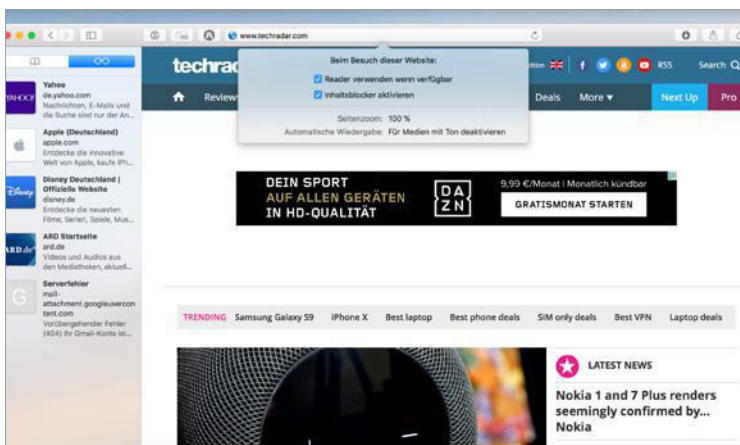 www.techradar.com
Beim Besuch dieser Website:
Reader verwenden wenn verfügbar
Inhaltsblocker aktivieren
Seitenzoom: 100 %
Automatische Wiedergabe: Für Medien mit Ton deaktivieren
YAHOO!
Yahoo
de.yahoo.com
Nachrichten, E-Mails und
die Suche sind nur der An...
Apple (Deutschland)
apple.com
Entdecke die innovative
Welt von Apple, kaufe iPh...
Disney
Disney Deutschland |
Offizielle Website
disney.de
Entdecke die neuesten
Filme, Serien, Spiele, Mus...
ARD.de
ARD Startseite
ard.de
Videos und Audios aus
den Mediatheken, aktuell...
G
Serverfehler
mail-
attachment.googleusercon
tent.com
Vorübergehender Fehler
(404) Ihr Gmail-Konto ist...
techrad
RSS
Search
Review
Deals
More
Next Up
Pro
DEIN SPORT
AUF ALLEN GERÄTEN
IN HD-QUALITÄT
DA
ZN
9,99 €/Monat | Monatlich kündbar
GRATISMONAT STARTEN
TRENDING Samsung Galaxy S9 iPhone X Best laptop Best phone deals SIM only deals Best VPN Laptop deals
LATEST NEWS
Nokia 1 and 7 Plus renders
seemingly confirmed by...
Nokia